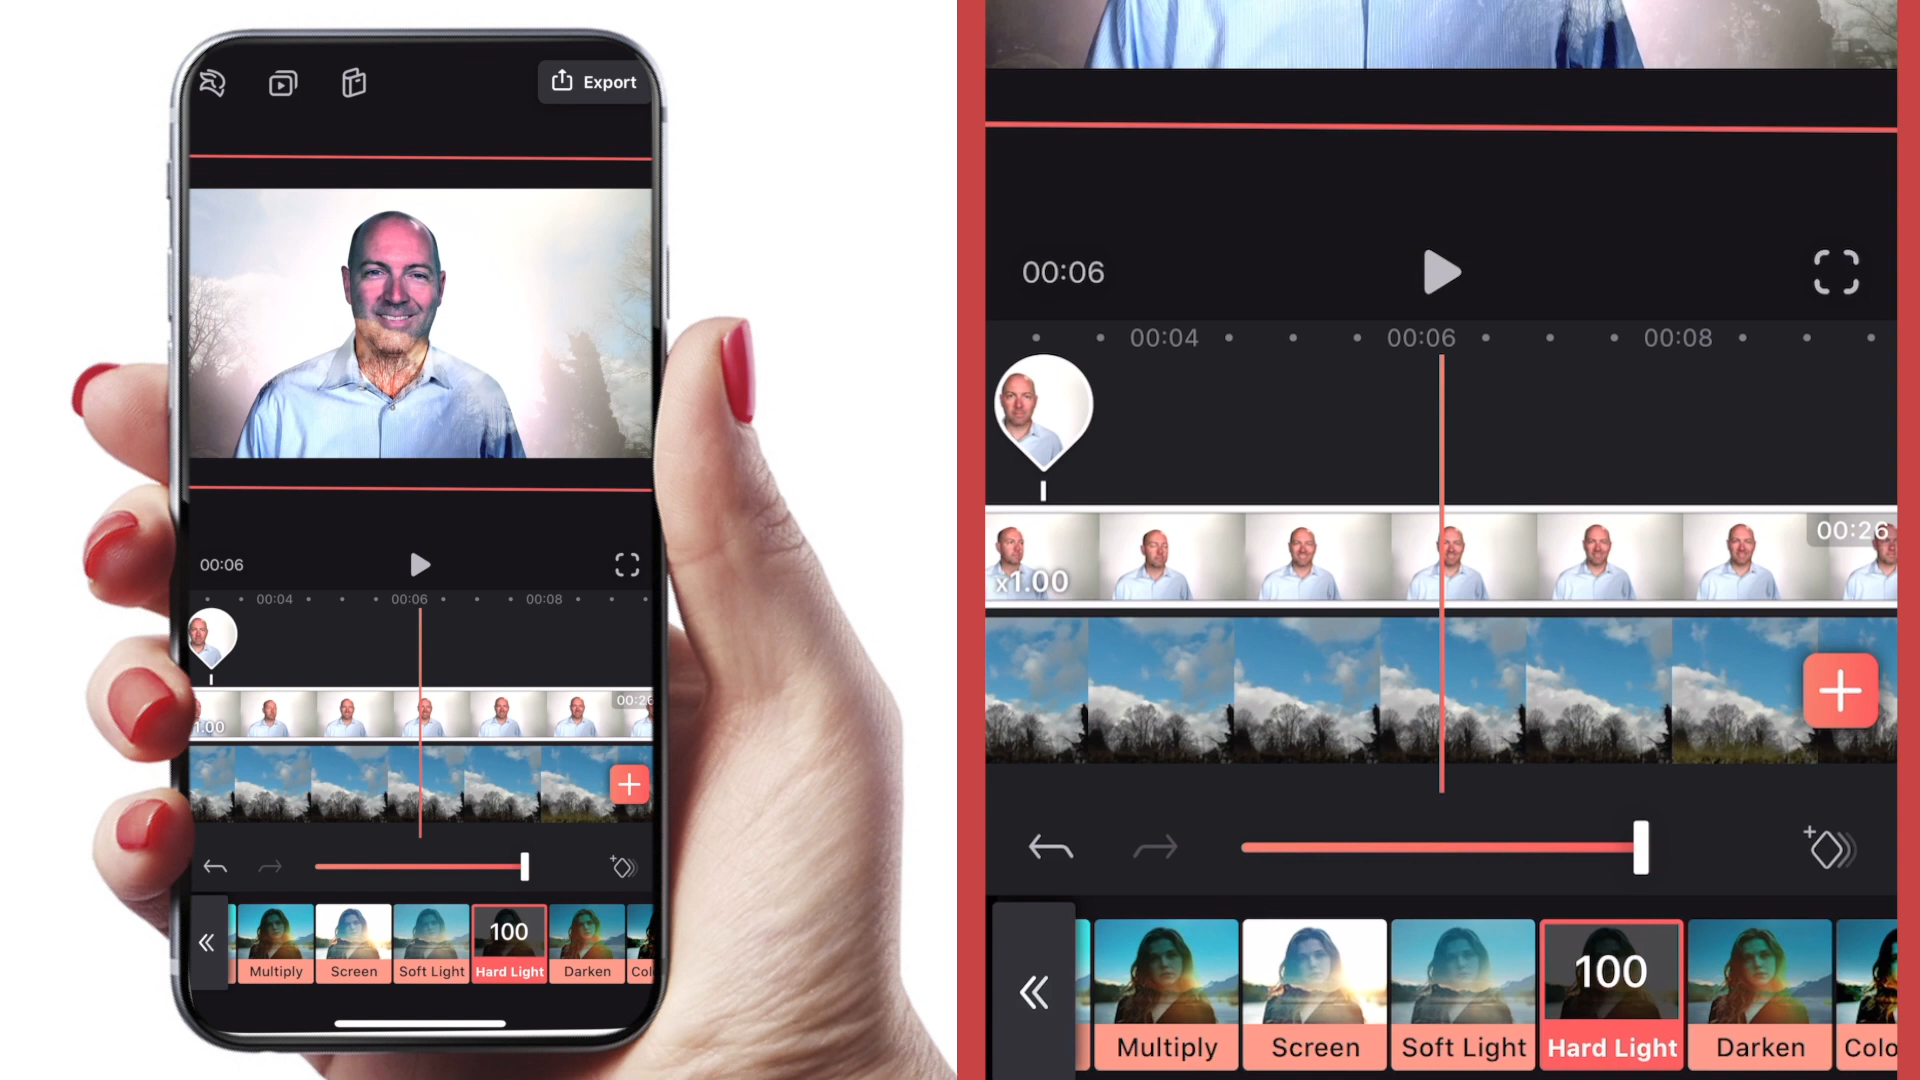 Export
00:06
00:04
00:06
00:08
00:26
1.00
100
Multiply
Screen
Soft Light
Hard Light
Darken
Col
00:06
00:04
00:06
00:08
00:26
x1.00
100
Multiply
Screen
Soft Light
Hard Light
Darken
Colo